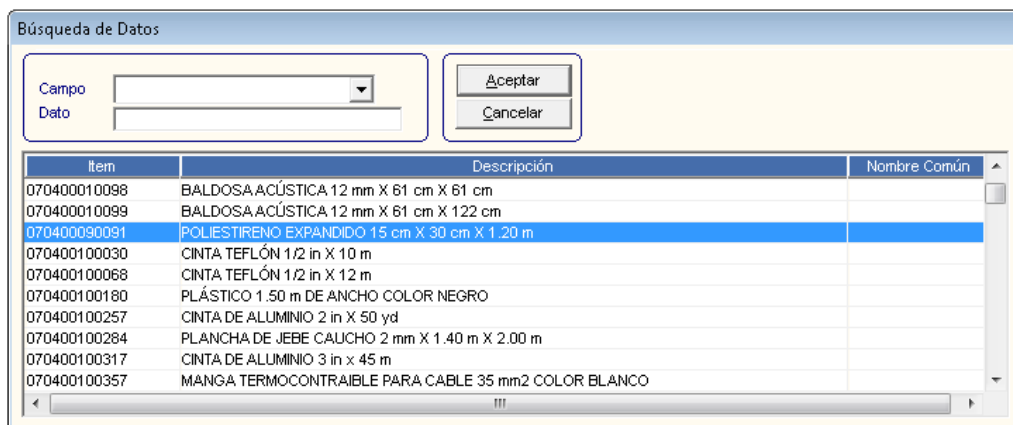 Búsqueda de Datos
Campo
Dato
Aceptar
Cancelar
Item Descripción Nombre Común
070400010098 BALDOSA ACÚSTICA 12 mm X 61 cm X 61 cm
070400010099 BALDOSA ACÚSTICA 12 mm X 61 cm X 122 cm
070400090091 POLIESTIRENO EXPANDIDO 15 cm X 30 cm X 1.20 m
070400100030 CINTA TEFLÓN 1/2 in X 10 m
070400100068 CINTA TEFLÓN 1/2 in X 12 m
070400100180 PLÁSTICO 1.50 m DE ANCHO COLOR NEGRO
070400100257 CINTA DE ALUMINIO 2 in X 50 yd
070400100284 PLANCHA DE JEBE CAUCHO 2 mm X 1.40 m X 2.00 m
070400100317 CINTA DE ALUMINIO 3 in x 45 m
070400100357 MANGA TERMOCONTRAIBLE PARA CABLE 35 mm2 COLOR BLANCO